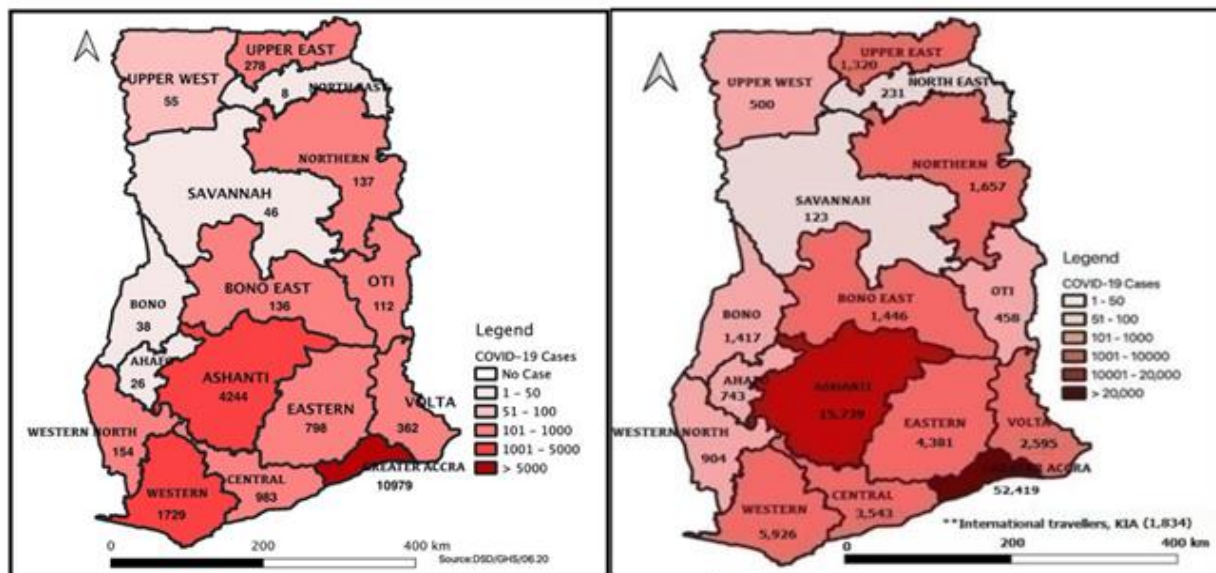 UPPER EAST
278
NORTH EAST
8
UPPER WEST
55
NORTHERN
137
SAVANNAH
46
BONO EAST
136
OTI
112
BONO
38
AHAFO
26
ASHANTI
4244
EASTERN
798
VOLTA
362
WESTERN NORTH
154
GREATER ACCRA
10979
CENTRAL
983
WESTERN
1729
Legend
COVID-19 Cases
No Case
1 - 50
51 - 100
101 - 1000
1001 - 5000
> 5000
0 200 400 km
Source:DSD/GHS/06.20
UPPER EAST
1,320
NORTH EAST
231
UPPER WEST
500
NORTHERN
1,657
SAVANNAH
123
BONO EAST
1,446
OTI
458
BONO
1,417
AHAFO
743
ASHANTI
15,739
EASTERN
4,381
VOLTA
2,595
WESTERN NORTH
904
GREATER ACCRA
52,419
CENTRAL
3,543
WESTERN
5,926
Legend
COVID-19 Cases
1 - 50
51 - 100
101 - 1000
1001 - 10000
10001 - 20,000
> 20,000
**International travellers, KIA (1,834)
0 200 400 km